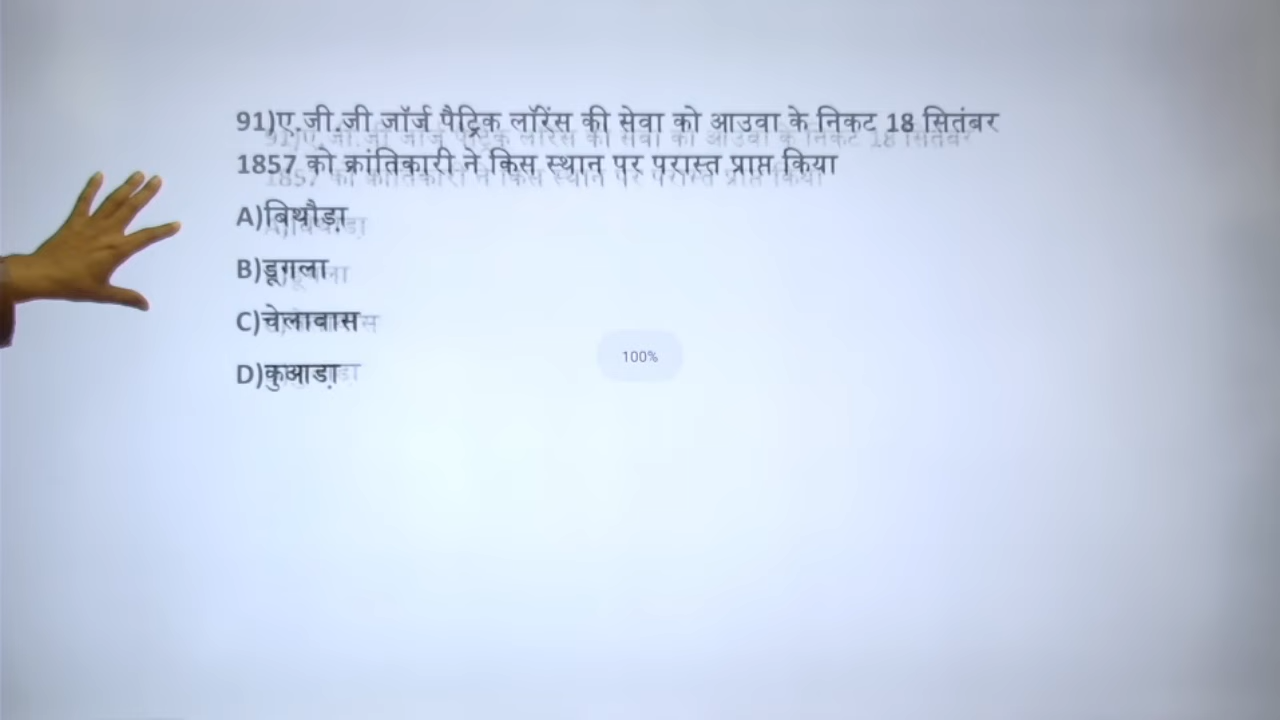 91)ए.जी.जी जॉर्ज पैट्रिक लॉरेंस की सेवा को आउवा के निकट 18 सितंबर
1857 को क्रांतिकारी ने किस स्थान पर परास्त प्राप्त किया
A)बिथौड़ा
B)डूगला
C)चेलाबास
D)कुआडा़
100%